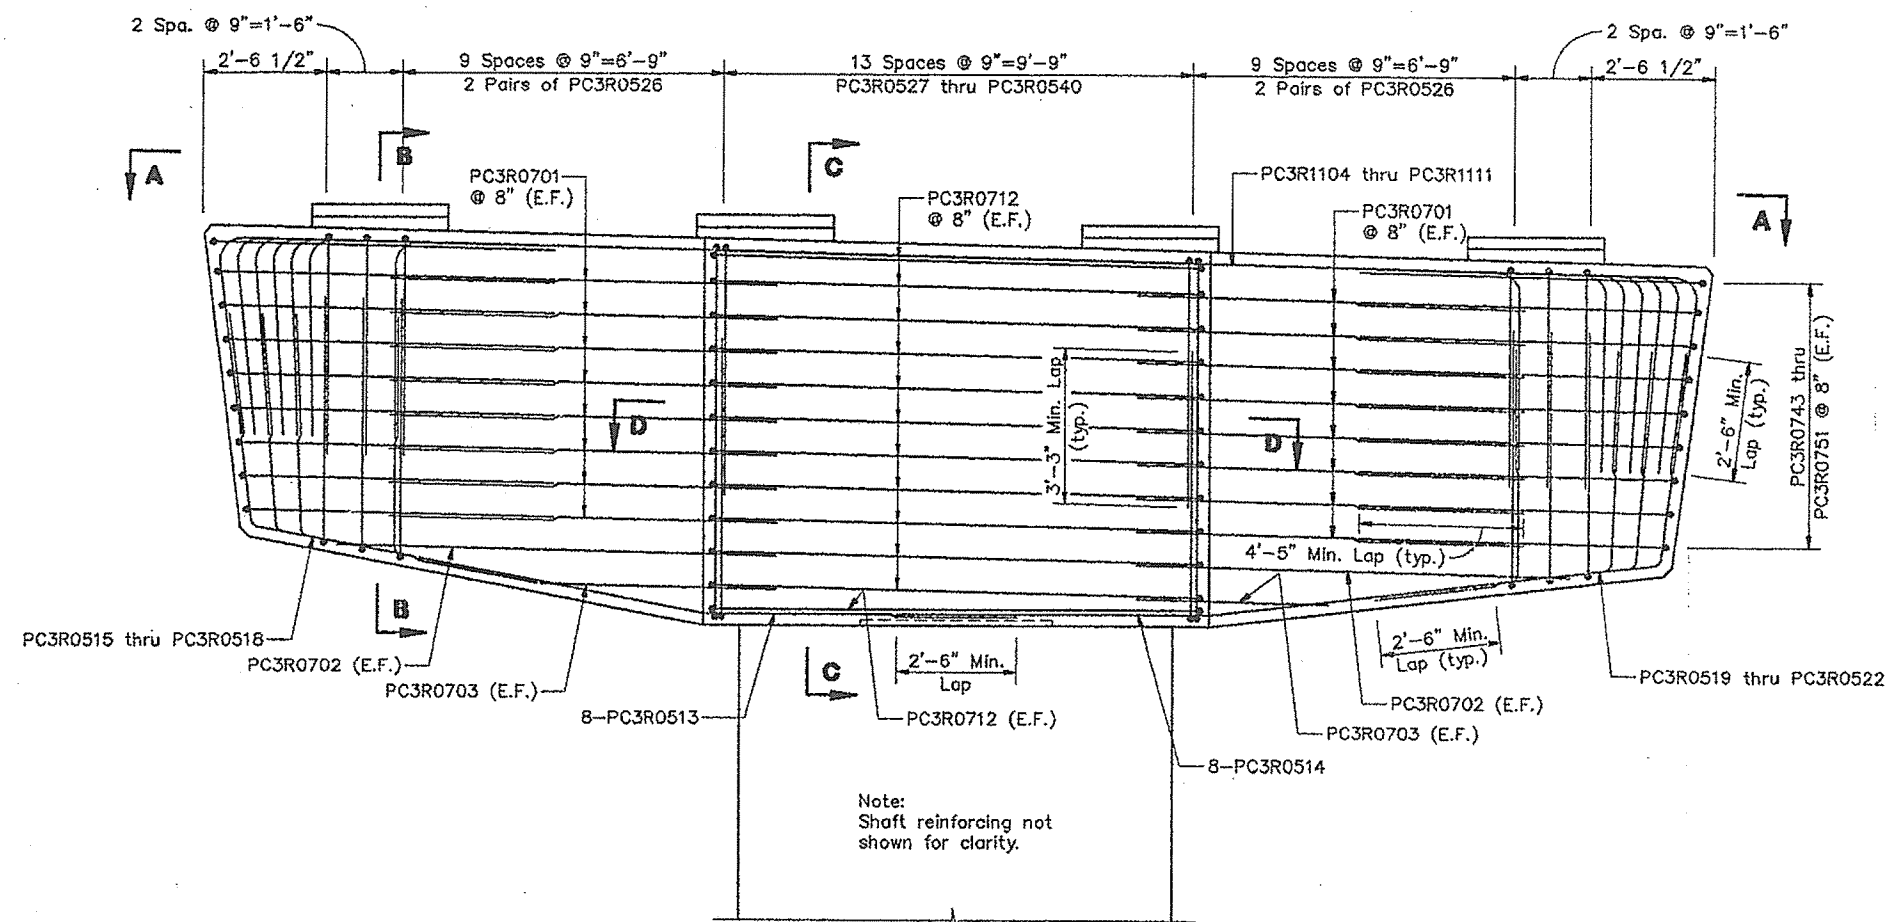 2 Spa. @ 9"=1'-6"
2 Spa. @ 9"=1'-6"
2'-6 1/2"
9 Spaces @ 9"=6'-9"
2 Pairs of PC3R0526
13 Spaces @ 9"=9'-9"
PC3R0527 thru PC3R0540
9 Spaces @ 9"=6'-9"
2 Pairs of PC3R0526
2'-6 1/2"
A
B
C
A
PC3R0701
@ 8" (E.F.)
PC3R0712
@ 8" (E.F.)
PC3R1104 thru PC3R1111
PC3R0701
@ 8" (E.F.)
D
3'-3" Min. Lap
(typ.)
D
2'-6" Min.
Lap (typ.)
PC3R0743 thru
PC3R0751 @ 8" (E.F.)
4'-5" Min. Lap (typ.)
B
PC3R0515 thru PC3R0518
PC3R0702 (E.F.)
PC3R0703 (E.F.)
8-PC3R0513
C
2'-6" Min.
Lap
PC3R0712 (E.F.)
2'-6" Min.
Lap (typ.)
PC3R0519 thru PC3R0522
PC3R0702 (E.F.)
PC3R0703 (E.F.)
8-PC3R0514
Note:
Shaft reinforcing not
shown for clarity.